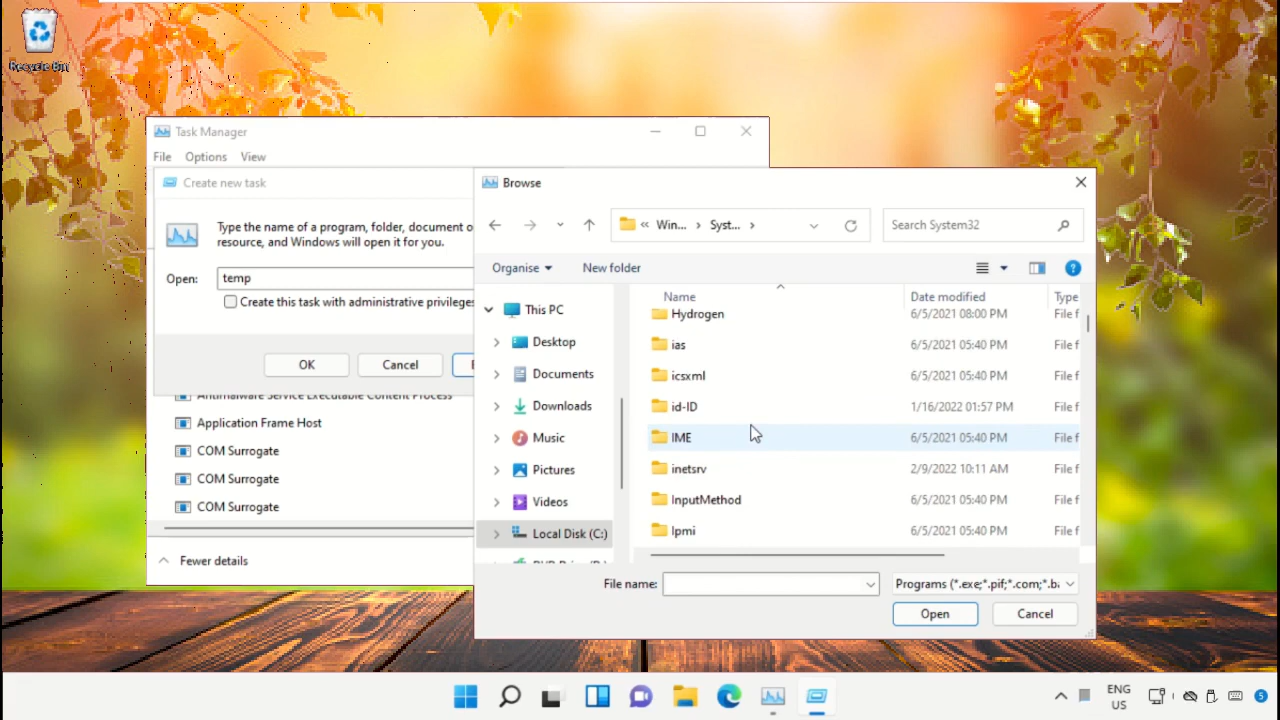 Recycle Bin
Task Manager
File Options View
Create new task
Type the name of a program, folder, document o
resource, and Windows will open it for you.
Open: temp
Create this task with administrative privileges
OK Cancel
Antimalware Service Executable Content Process
Application Frame Host
COM Surrogate
COM Surrogate
COM Surrogate
Fewer details
Browse
« Win... › Syst... ›
Search System32
Organise New folder
This PC
Desktop
Documents
Downloads
Music
Pictures
Videos
Local Disk (C:)
Name Date modified Type
Hydrogen 6/5/2021 08:00 PM File f
ias 6/5/2021 05:40 PM File f
icsxml 6/5/2021 05:40 PM File f
id-ID 1/16/2022 01:57 PM File f
IME 6/5/2021 05:40 PM File f
inetsrv 2/9/2022 10:11 AM File f
InputMethod 6/5/2021 05:40 PM File f
Ipmi 6/5/2021 05:40 PM File f
File name: Programs (*.exe;*.pif;*.com;*.ba
Open Cancel
ENG
US
5